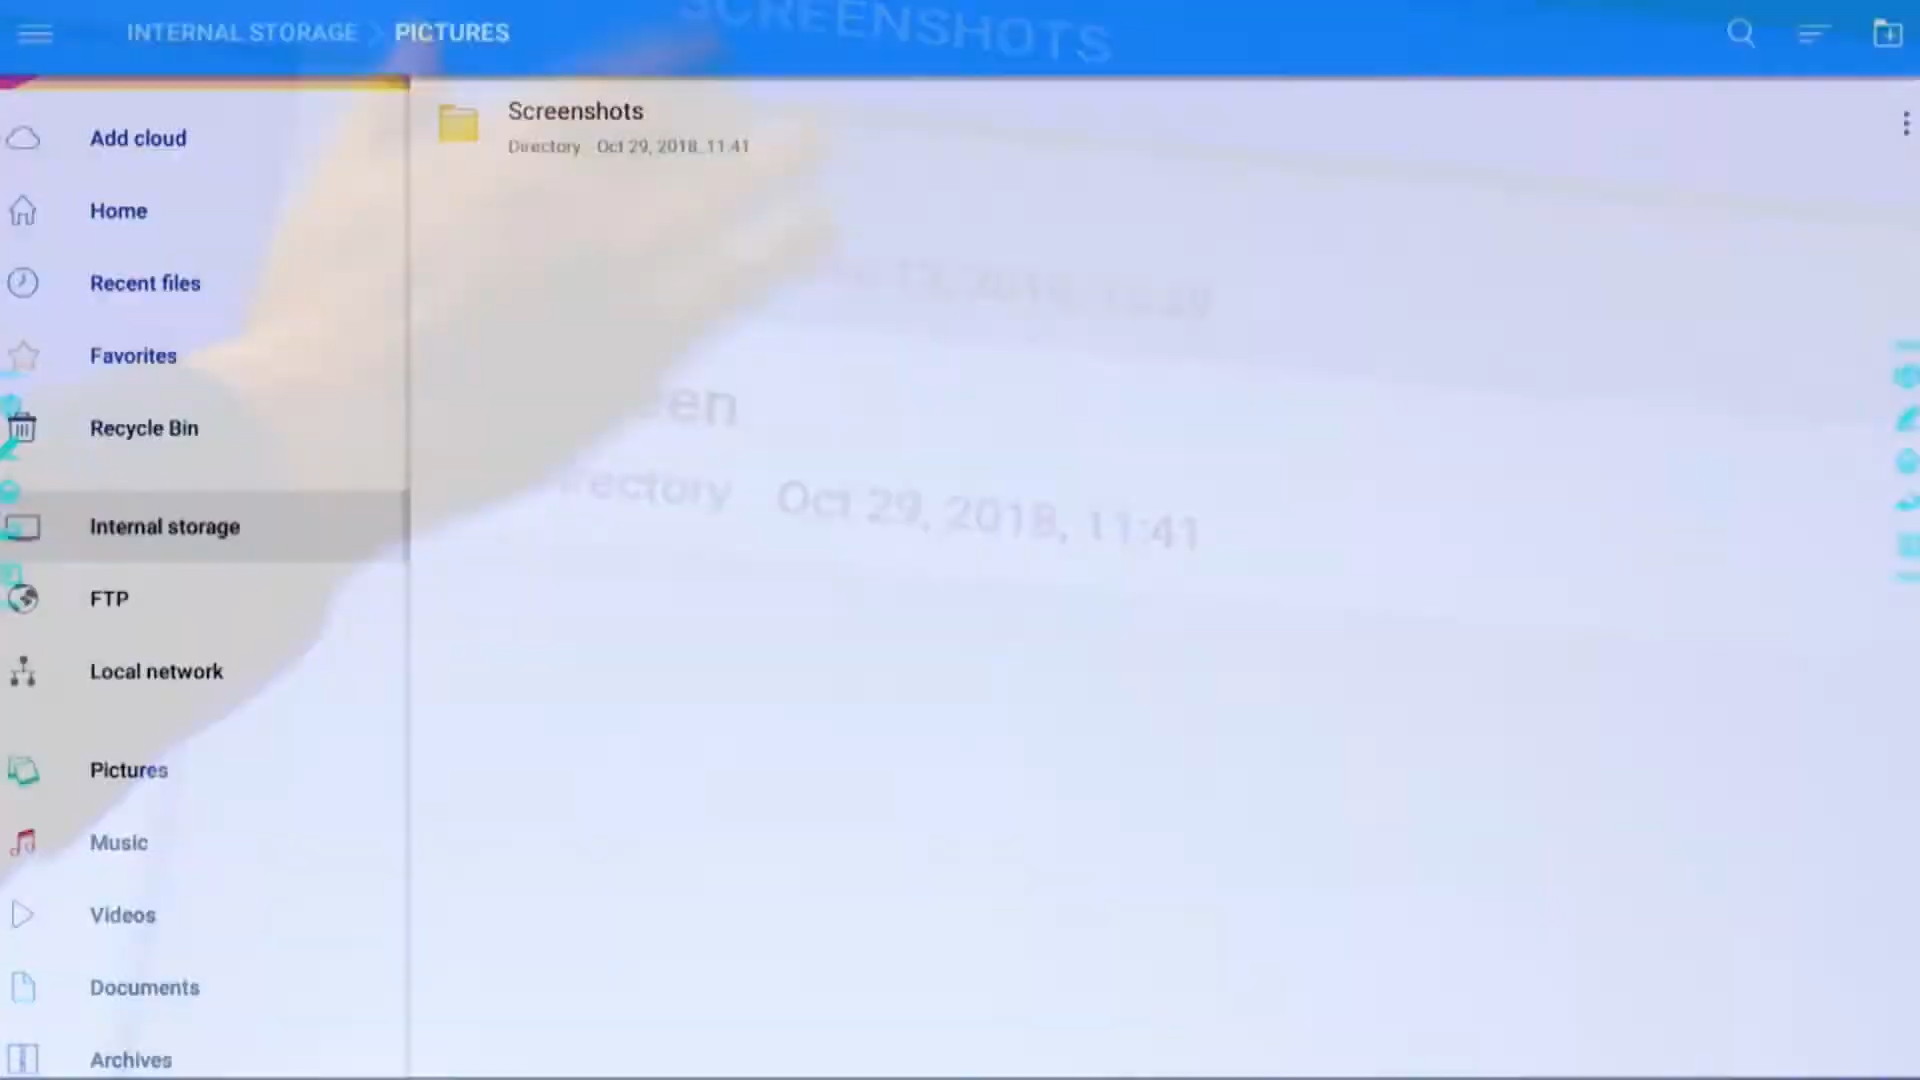 INTERNAL STORAGE > PICTURES
SCREENSHOTS
Add cloud
Home
Recent files
Favorites
Recycle Bin
Internal storage
FTP
Local network
Pictures
Music
Videos
Documents
Archives
Screenshots
Directory Oct 29, 2018, 11:41
Oct 29, 2018, 11:41